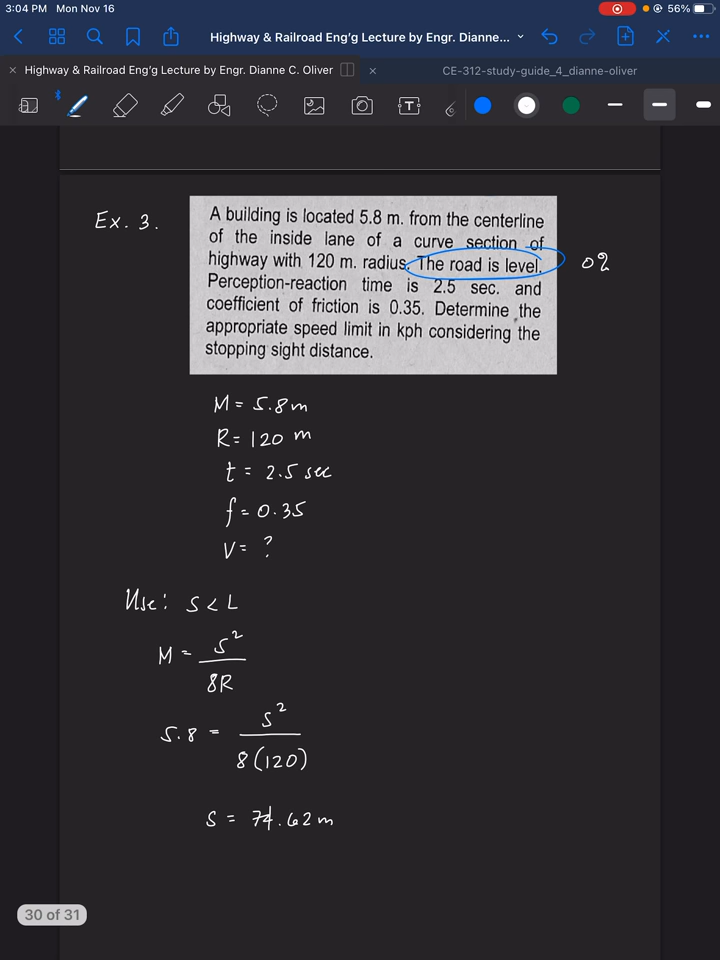 3:04 PM Mon Nov 16
56%
Highway & Railroad Eng'g Lecture by Engr. Dianne...
Highway & Railroad Eng'g Lecture by Engr. Dianne C. Oliver
CE-312-study-guide_4_dianne-oliver
T
Ex. 3.
A building is located 5.8 m. from the centerline
of the inside lane of a curve section of
highway with 120 m. radius. The road is level.
0%
Perception-reaction time is 2.5 sec. and
coefficient of friction is 0.35. Determine the
appropriate speed limit in kph considering the
stopping sight distance.
M = 5.8 m
R = 120 m
t = 2.5 sec
f = 0.35
V = ?
Use: S < L
M = S²
8R
5.8 = S²
8(120)
S = 74.62 m
30 of 31